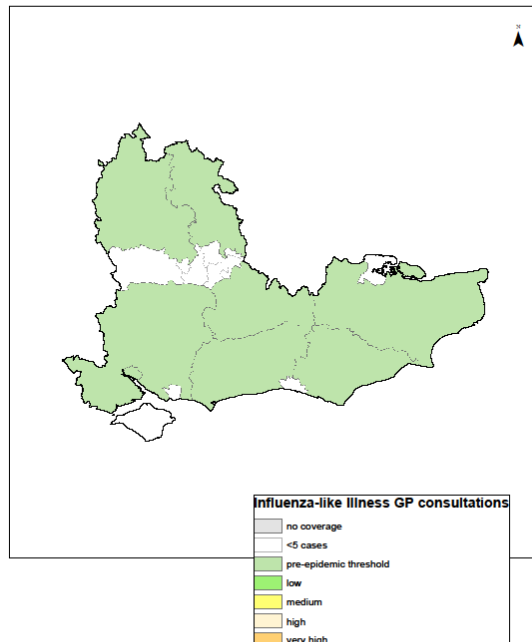 N
Influenza-like Illness GP consultations
no coverage
<5 cases
pre-epidemic threshold
low
medium
high
very high